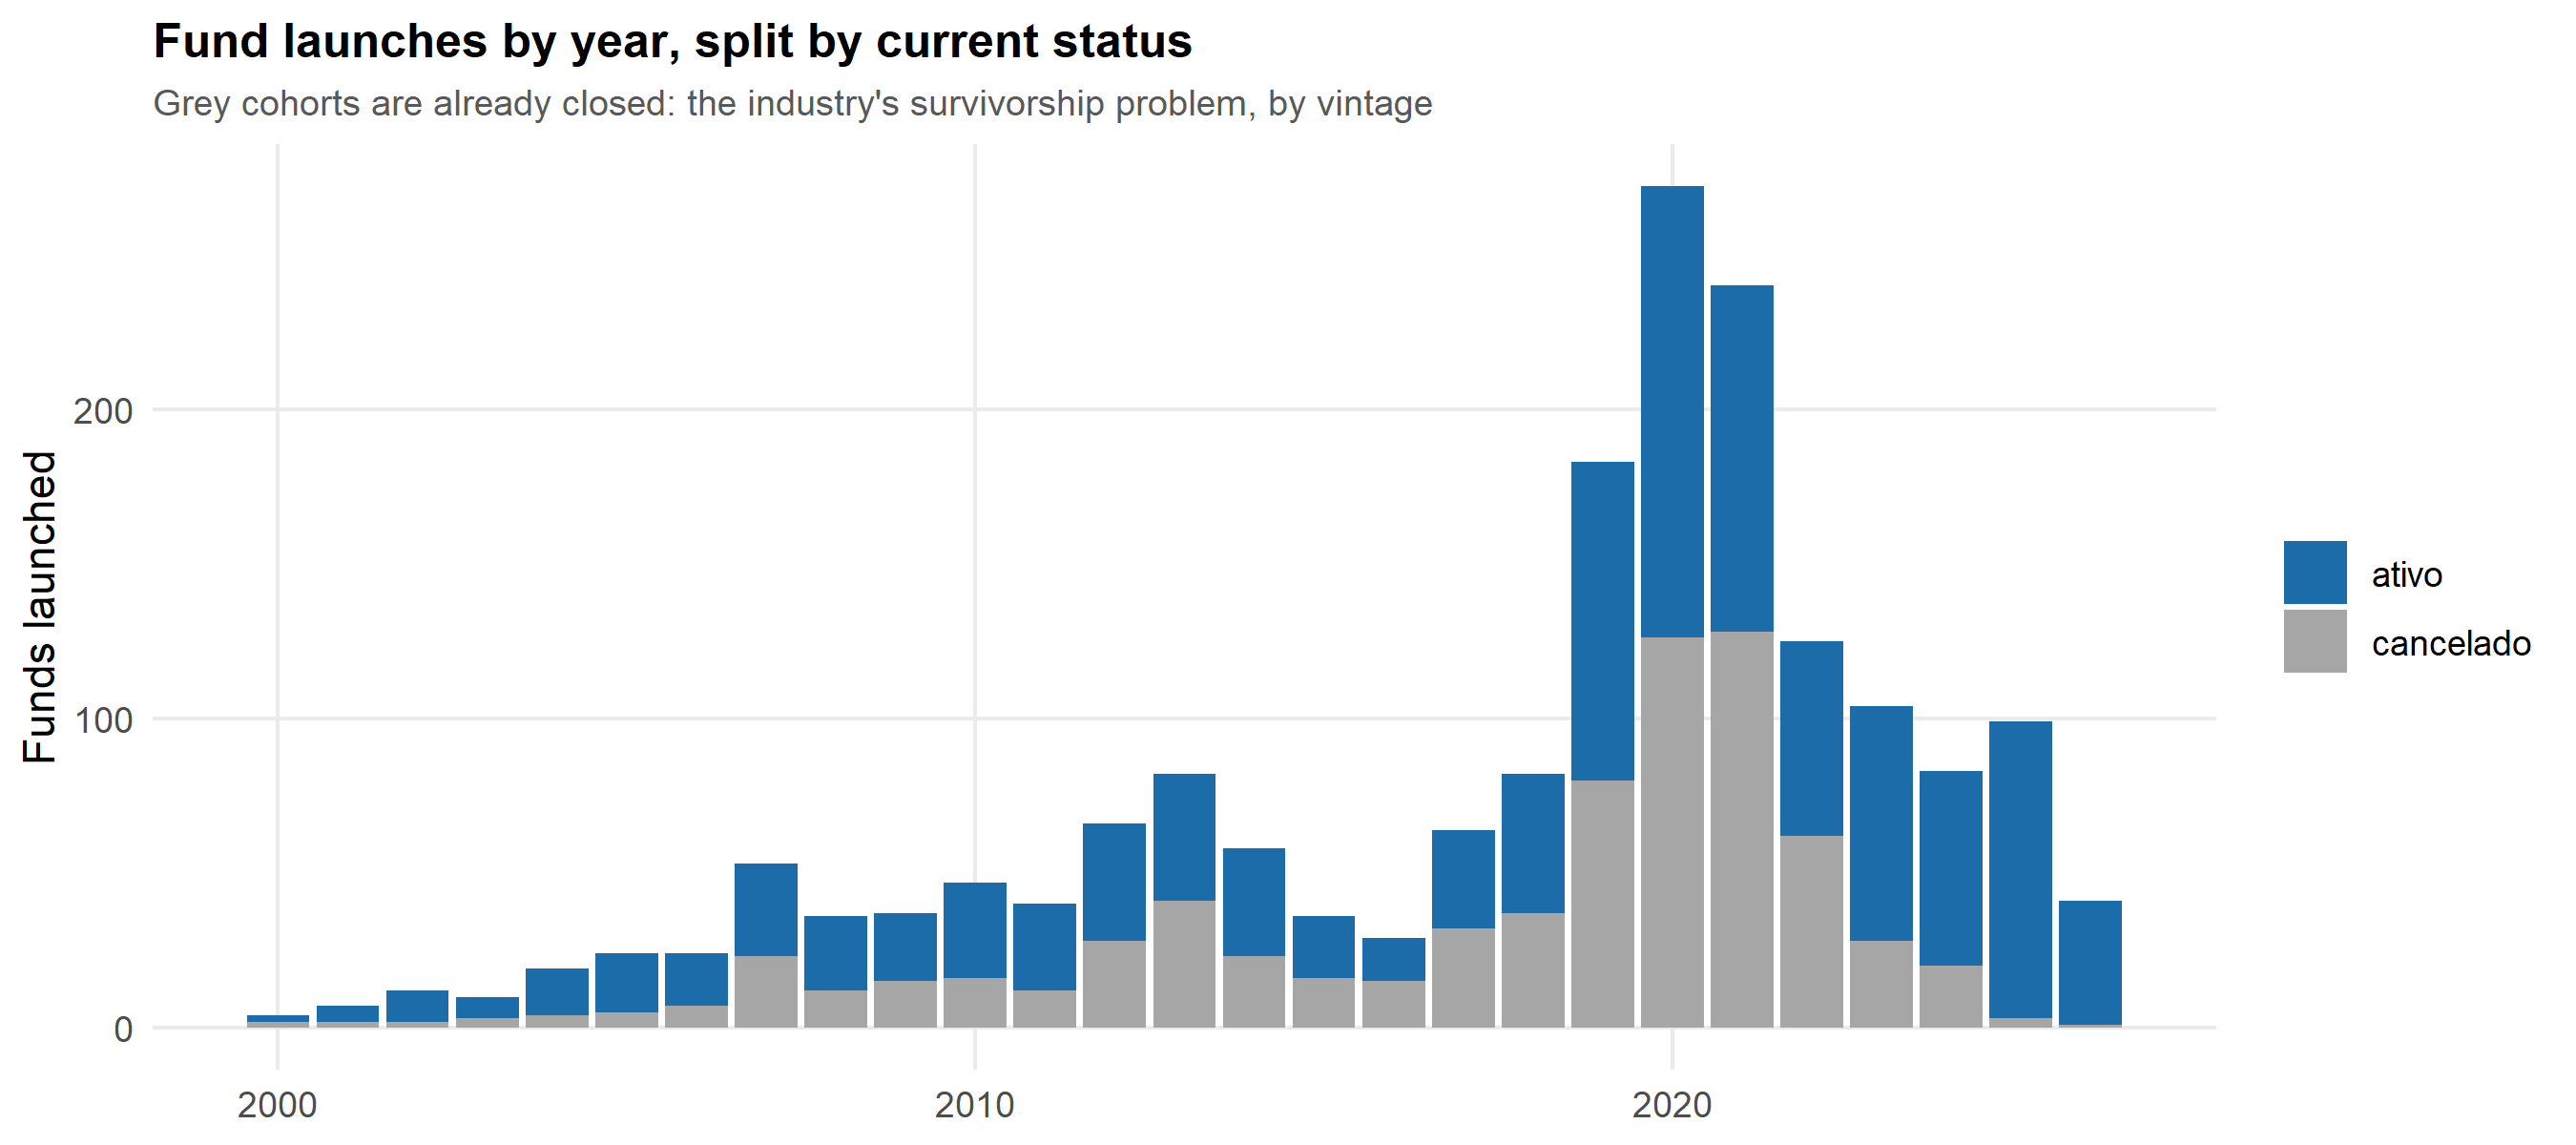 Fund launches by year, split by current status
Grey cohorts are already closed: the industry's survivorship problem, by vintage
Funds launched
200
100
0
2000
2010
2020
ativo
cancelado